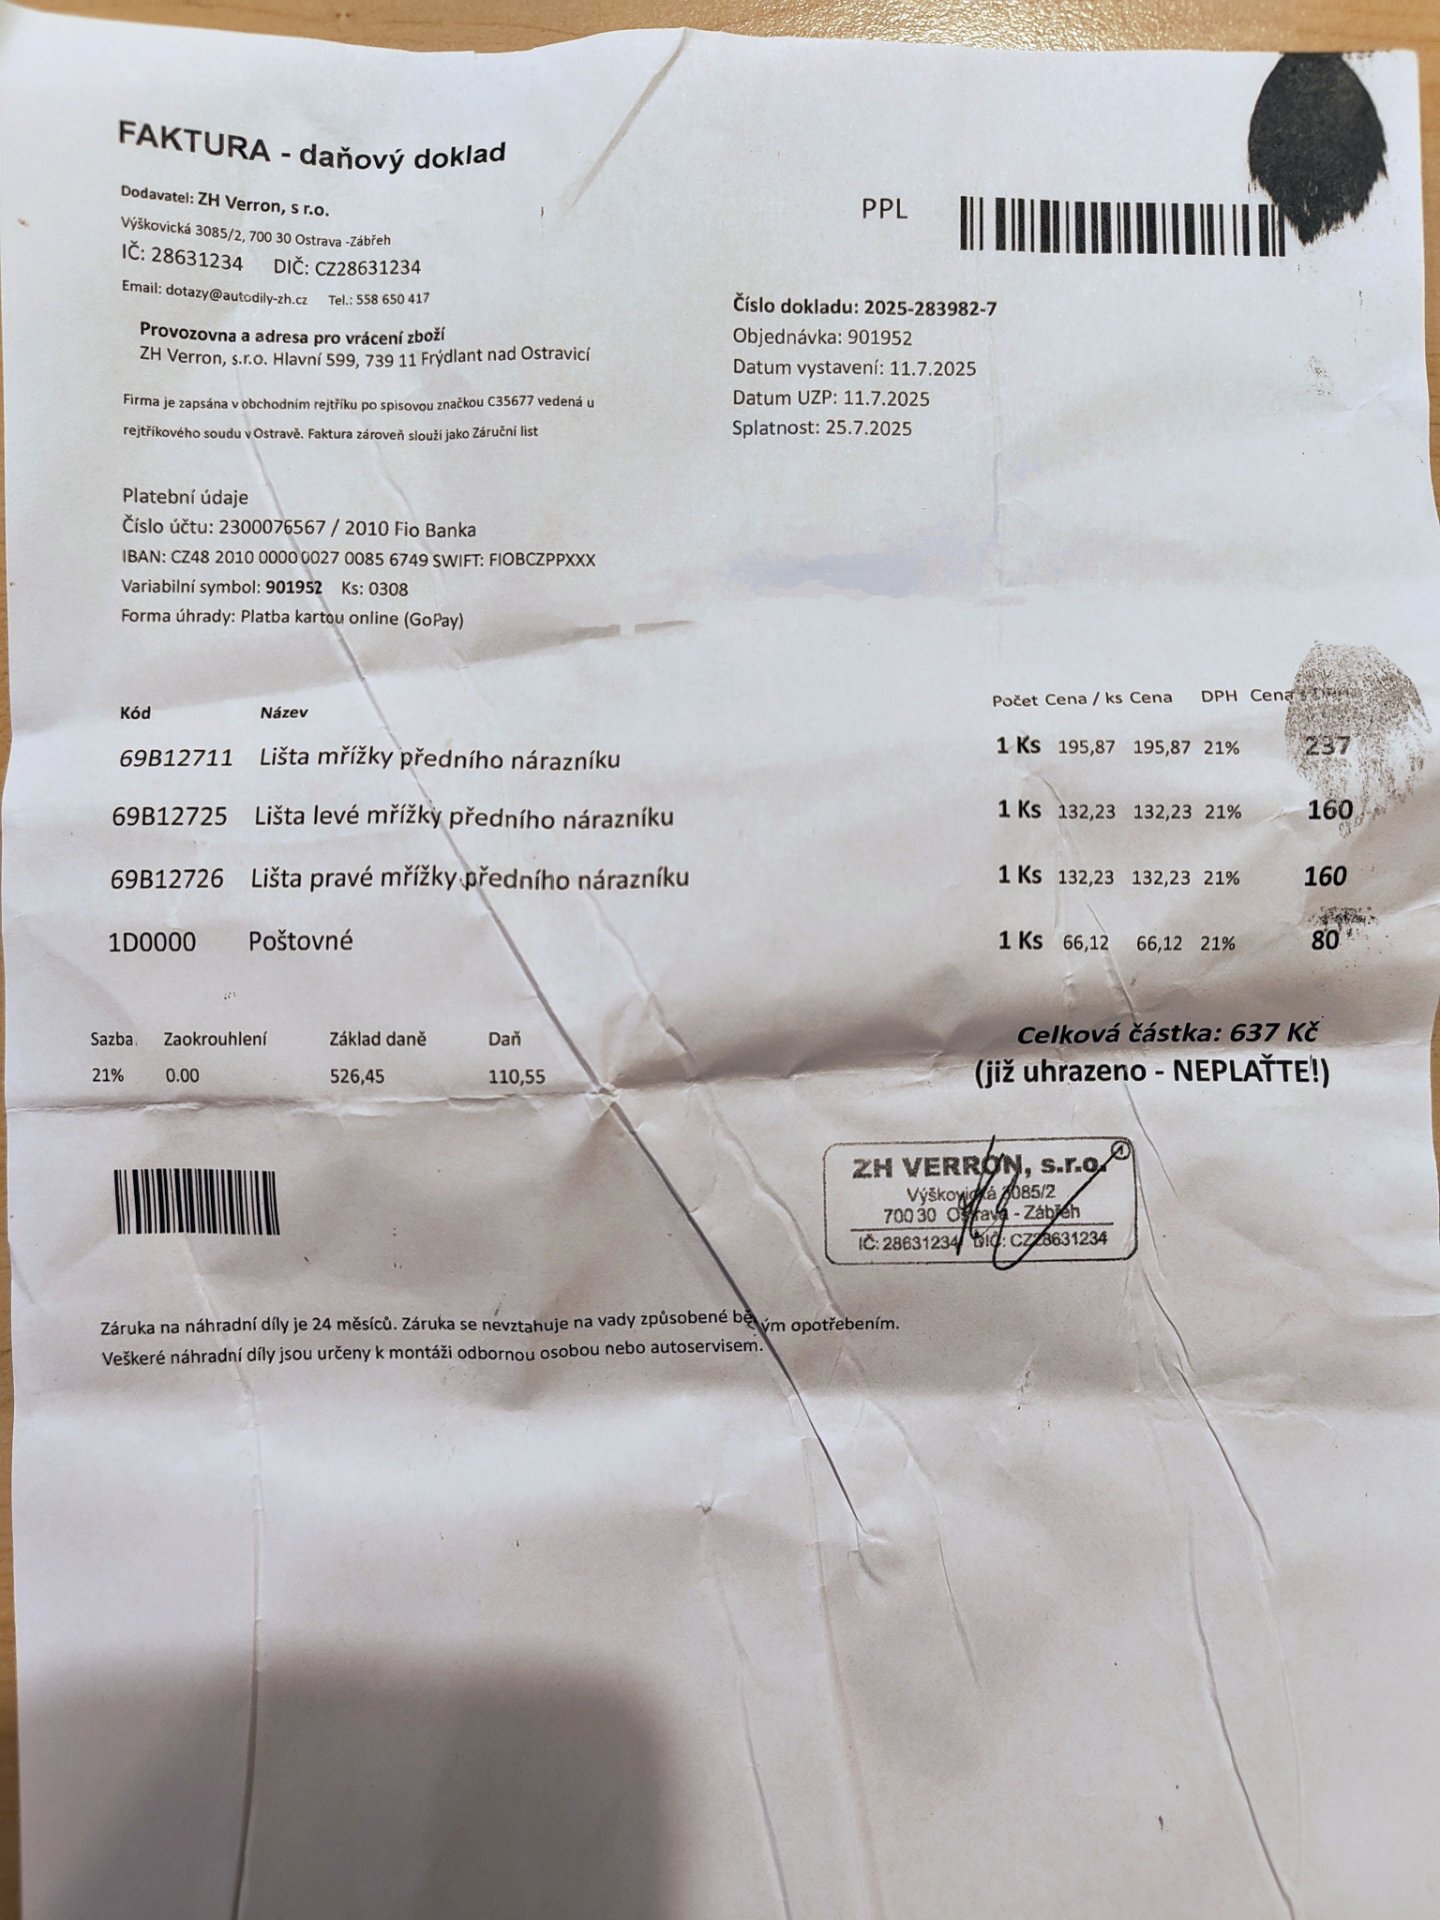 FAKTURA - daňový doklad
Dodavatel: ZH Verron, s r.o.
Výškovická 3085/2, 700 30 Ostrava -Zábřeh
IČ: 28631234 DIČ: CZ28631234
Email: dotazy@autodily-zh.cz Tel.: 558 650 417
Provozovna a adresa pro vrácení zboží
ZH Verron, s.r.o. Hlavní 599, 739 11 Frýdlant nad Ostravicí
Firma je zapsána v obchodním rejtříku po spisovou značkou C35677 vedená u
rejtříkového soudu v Ostravě. Faktura zároveň slouží jako Záruční list
PPL
Číslo dokladu: 2025-283982-7
Objednávka: 901952
Datum vystavení: 11.7.2025
Datum UZP: 11.7.2025
Splatnost: 25.7.2025
Platební údaje
Číslo účtu: 2300076567 / 2010 Fio Banka
IBAN: CZ48 2010 0000 0027 0085 6749 SWIFT: FIOBCZPPXXX
Variabilní symbol: 901952 Ks: 0308
Forma úhrady: Platba kartou online (GoPay)
Kód Název Počet Cena / ks Cena DPH Cena
69B12711 Lišta mřížky předního nárazníku 1 Ks 195,87 195,87 21% 237
69B12725 Lišta levé mřížky předního nárazníku 1 Ks 132,23 132,23 21% 160
69B12726 Lišta pravé mřížky předního nárazníku 1 Ks 132,23 132,23 21% 160
1D0000 Poštovné 1 Ks 66,12 66,12 21% 80
Sazba Zaokrouhlení Základ daně Daň
21% 0.00 526,45 110,55
Celková částka: 637 Kč
(již uhrazeno - NEPLAŤTE!)
ZH VERRON, s.r.o. 1
Výškovická 3085/2
700 30 Ostrava - Zábřeh
IČ: 28631234 DIČ: CZ28631234
Záruka na náhradní díly je 24 měsíců. Záruka se nevztahuje na vady způsobené opotřebením.
Veškeré náhradní díly jsou určeny k montáži odbornou osobou nebo autoservisem.